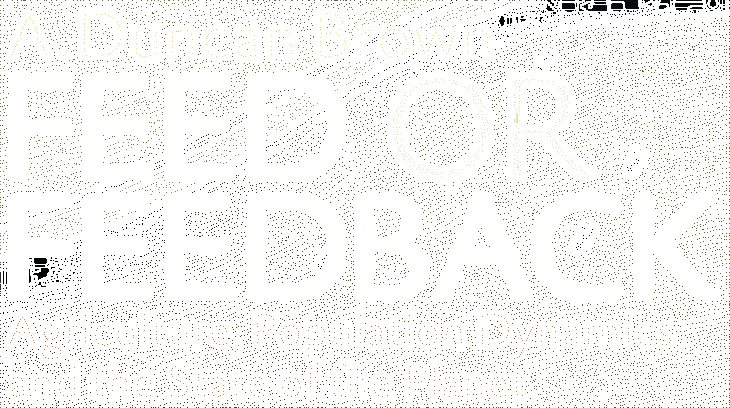 A. Duncan Brown
FEED OR
FEEDBACK
Agriculture, Population Dynamics
and the State of the Planet